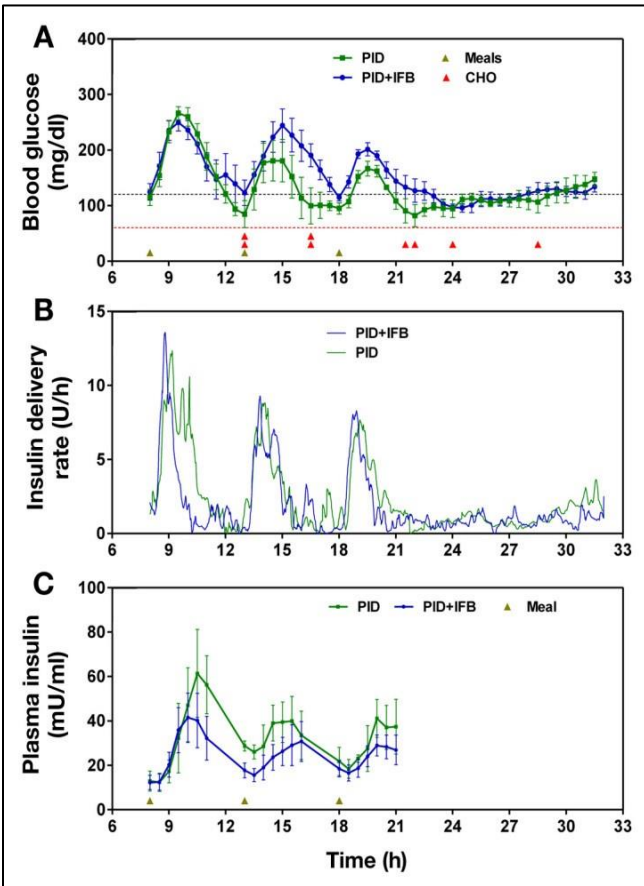 A
400
300
200
100
0
Blood glucose
(mg/dl)
PID
Meals
PID+IFB
CHO
6 9 12 15 18 21 24 27 30 33
B
15
10
5
0
Insulin delivery
rate (U/h)
PID+IFB
PID
6 9 12 15 18 21 24 27 30 33
C
100
80
60
40
20
0
Plasma insulin
(mU/ml)
PID PID+IFB Meal
6 9 12 15 18 21 24 27 30 33
Time (h)